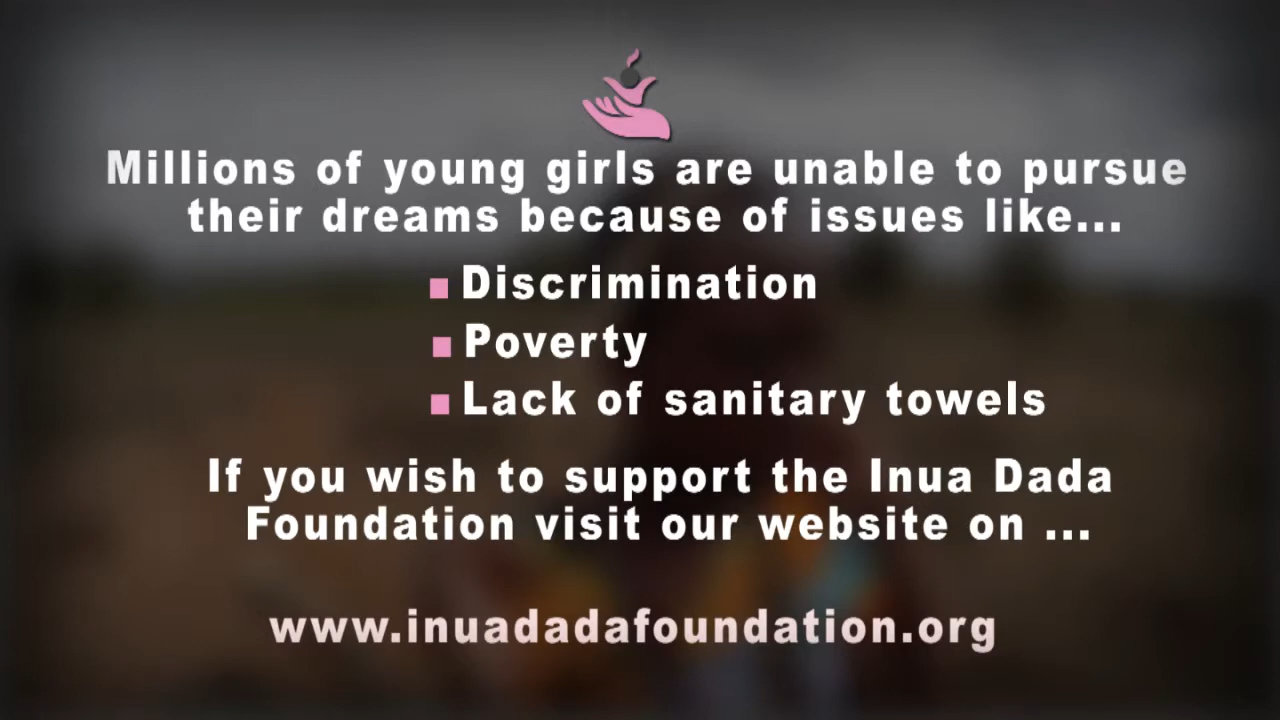 Millions of young girls are unable to pursue
their dreams because of issues like...
Discrimination
Poverty
Lack of sanitary towels
If you wish to support the Inua Dada
Foundation visit our website on ...
www.inuadadafoundation.org